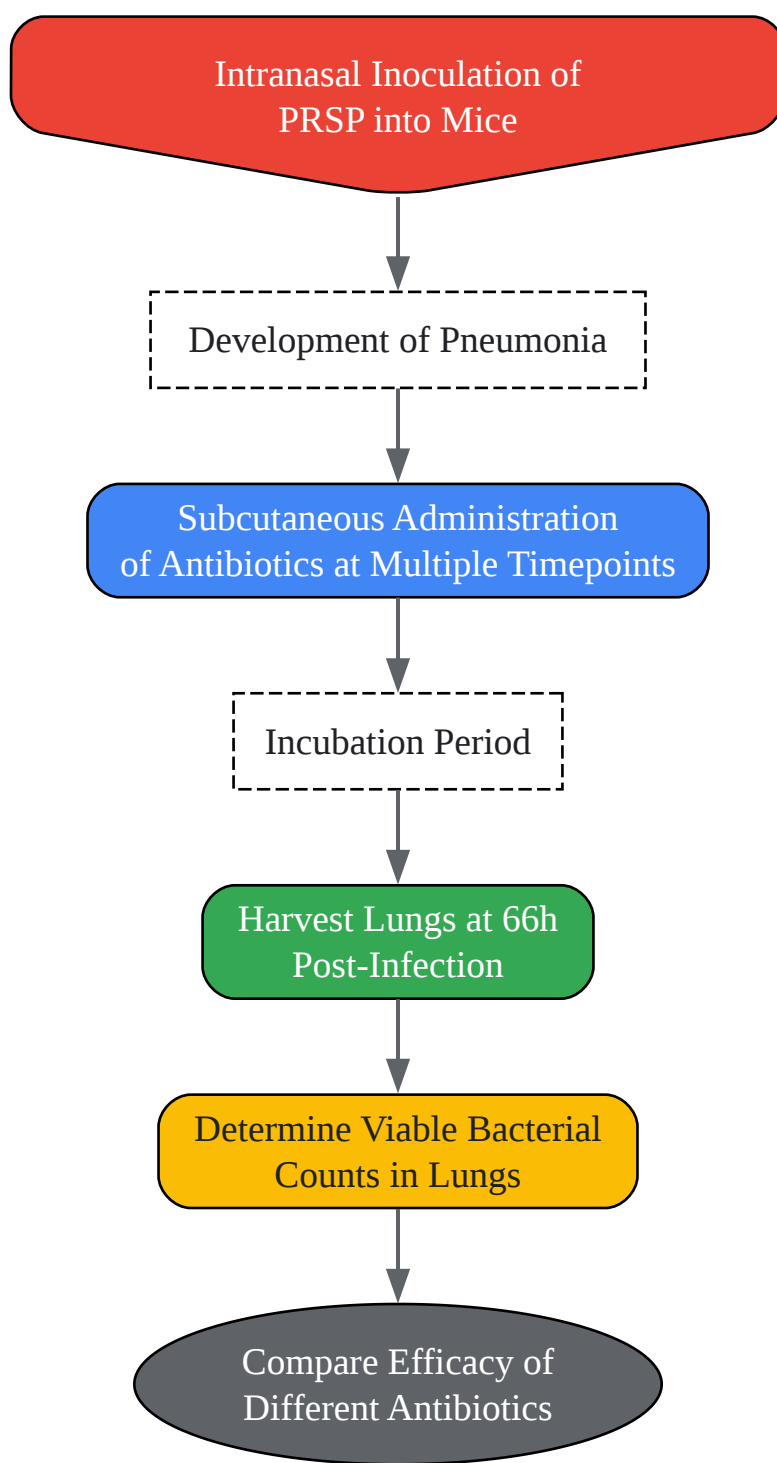 Intranasal Inoculation of
PRSP into Mice
Development of Pneumonia
Subcutaneous Administration
of Antibiotics at Multiple Timepoints
Incubation Period
Harvest Lungs at 66h
Post-Infection
Determine Viable Bacterial
Counts in Lungs
Compare Efficacy of
Different Antibiotics